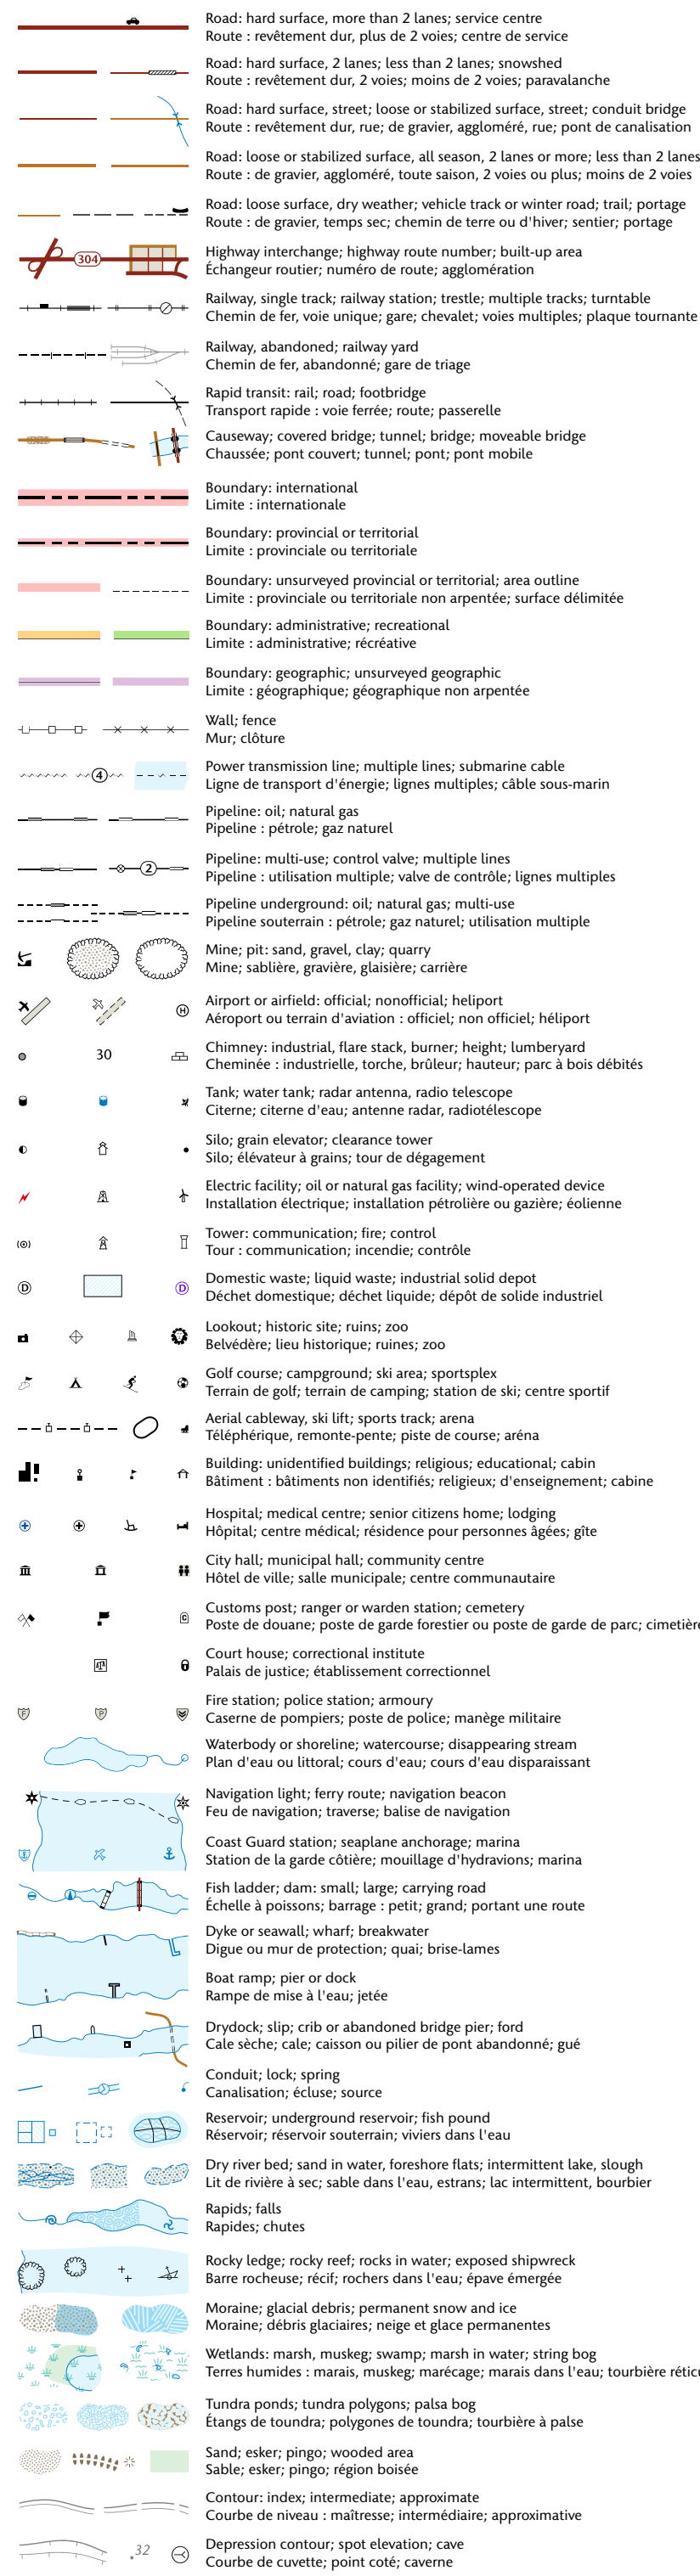 Road: hard surface, more than 2 lanes; service centre
Route : revêtement dur, plus de 2 voies; centre de service
Road: hard surface, 2 lanes; less than 2 lanes; snowshed
Route : revêtement dur, 2 voies; moins de 2 voies; paravalanche
Road: hard surface, street; loose or stabilized surface, street; conduit bridge
Route : revêtement dur, rue; de gravier, aggloméré, rue; pont de canalisation
Road: loose or stabilized surface, all season, 2 lanes or more; less than 2 lanes
Route : de gravier, aggloméré, toute saison, 2 voies ou plus; moins de 2 voies
Road: loose surface, dry weather; vehicle track or winter road; trail; portage
Route : de gravier, temps sec; chemin de terre ou d'hiver; sentier; portage
304
Highway interchange; highway route number; built-up area
Échangeur routier; numéro de route; agglomération
Railway, single track; railway station; trestle; multiple tracks; turntable
Chemin de fer, voie unique; gare; chevalet; voies multiples; plaque tournante
Railway, abandoned; railway yard
Chemin de fer, abandonné; gare de triage
Rapid transit: rail; road; footbridge
Transport rapide : voie ferrée; route; passerelle
Causeway; covered bridge; tunnel; bridge; moveable bridge
Chaussée; pont couvert; tunnel; pont; pont mobile
Boundary: international
Limite : internationale
Boundary: provincial or territorial
Limite : provinciale ou territoriale
Boundary: unsurveyed provincial or territorial; area outline
Limite : provinciale ou territoriale non arpentée; surface délimitée
Boundary: administrative; recreational
Limite : administrative; récréative
Boundary: geographic; unsurveyed geographic
Limite : géographique; géographique non arpentée
Wall; fence
Mur; clôture
4
Power transmission line; multiple lines; submarine cable
Ligne de transport d'énergie; lignes multiples; câble sous-marin
Pipeline: oil; natural gas
Pipeline : pétrole; gaz naturel
2
Pipeline: multi-use; control valve; multiple lines
Pipeline : utilisation multiple; valve de contrôle; lignes multiples
Pipeline underground: oil; natural gas; multi-use
Pipeline souterrain : pétrole; gaz naturel; utilisation multiple
Mine; pit: sand, gravel, clay; quarry
Mine; sablière, gravière, glaisière; carrière
H
Airport or airfield: official; nonofficial; heliport
Aéroport ou terrain d'aviation : officiel; non officiel; héliport
30
Chimney: industrial, flare stack, burner; height; lumberyard
Cheminée : industrielle, torche, brûleur; hauteur; parc à bois débités
Tank; water tank; radar antenna, radio telescope
Citerne; citerne d'eau; antenne radar, radiotélescope
Silo; grain elevator; clearance tower
Silo; élévateur à grains; tour de dégagement
Electric facility; oil or natural gas facility; wind-operated device
Installation électrique; installation pétrolière ou gazière; éolienne
Tower: communication; fire; control
Tour : communication; incendie; contrôle
D D
Domestic waste; liquid waste; industrial solid depot
Déchet domestique; déchet liquide; dépôt de solide industriel
Lookout; historic site; ruins; zoo
Belvédère; lieu historique; ruines; zoo
Golf course; campground; ski area; sportsplex
Terrain de golf; terrain de camping; station de ski; centre sportif
Aerial cableway, ski lift; sports track; arena
Téléphérique, remonte-pente; piste de course; aréna
Building: unidentified buildings; religious; educational; cabin
Bâtiment : bâtiments non identifiés; religieux; d'enseignement; cabine
Hospital; medical centre; senior citizens home; lodging
Hôpital; centre médical; résidence pour personnes âgées; gîte
City hall; municipal hall; community centre
Hôtel de ville; salle municipale; centre communautaire
C
Customs post; ranger or warden station; cemetery
Poste de douane; poste de garde forestier ou poste de garde de parc; cimetière
Court house; correctional institute
Palais de justice; établissement correctionnel
F P
Fire station; police station; armoury
Caserne de pompiers; poste de police; manège militaire
Waterbody or shoreline; watercourse; disappearing stream
Plan d'eau ou littoral; cours d'eau; cours d'eau disparaissant
Navigation light; ferry route; navigation beacon
Feu de navigation; traverse; balise de navigation
Coast Guard station; seaplane anchorage; marina
Station de la garde côtière; mouillage d'hydravions; marina
Fish ladder; dam: small; large; carrying road
Échelle à poissons; barrage : petit; grand; portant une route
Dyke or seawall; wharf; breakwater
Digue ou mur de protection; quai; brise-lames
Boat ramp; pier or dock
Rampe de mise à l'eau; jetée
Drydock; slip; crib or abandoned bridge pier; ford
Cale sèche; cale; caisson ou pilier de pont abandonné; gué
Conduit; lock; spring
Canalisation; écluse; source
Reservoir; underground reservoir; fish pound
Réservoir; réservoir souterrain; viviers dans l'eau
Dry river bed; sand in water, foreshore flats; intermittent lake, slough
Lit de rivière à sec; sable dans l'eau, estrans; lac intermittent, bourbier
Rapids; falls
Rapides; chutes
Rocky ledge; rocky reef; rocks in water; exposed shipwreck
Barre rocheuse; récif; rochers dans l'eau; épave émergée
Moraine; glacial debris; permanent snow and ice
Moraine; débris glaciaires; neige et glace permanentes
Wetlands: marsh, muskeg; swamp; marsh in water; string bog
Terres humides : marais, muskeg; marécage; marais dans l'eau; tourbière
Tundra ponds; tundra polygons; palsa bog
Étangs de toundra; polygones de toundra; tourbière à palse
Sand; esker; pingo; wooded area
Sable; esker; pingo; région boisée
Contour: index; intermediate; approximate
Courbe de niveau : maîtresse; intermédiaire; approximative
32
Depression contour; spot elevation; cave
Courbe de cuvette; point coté; caverne